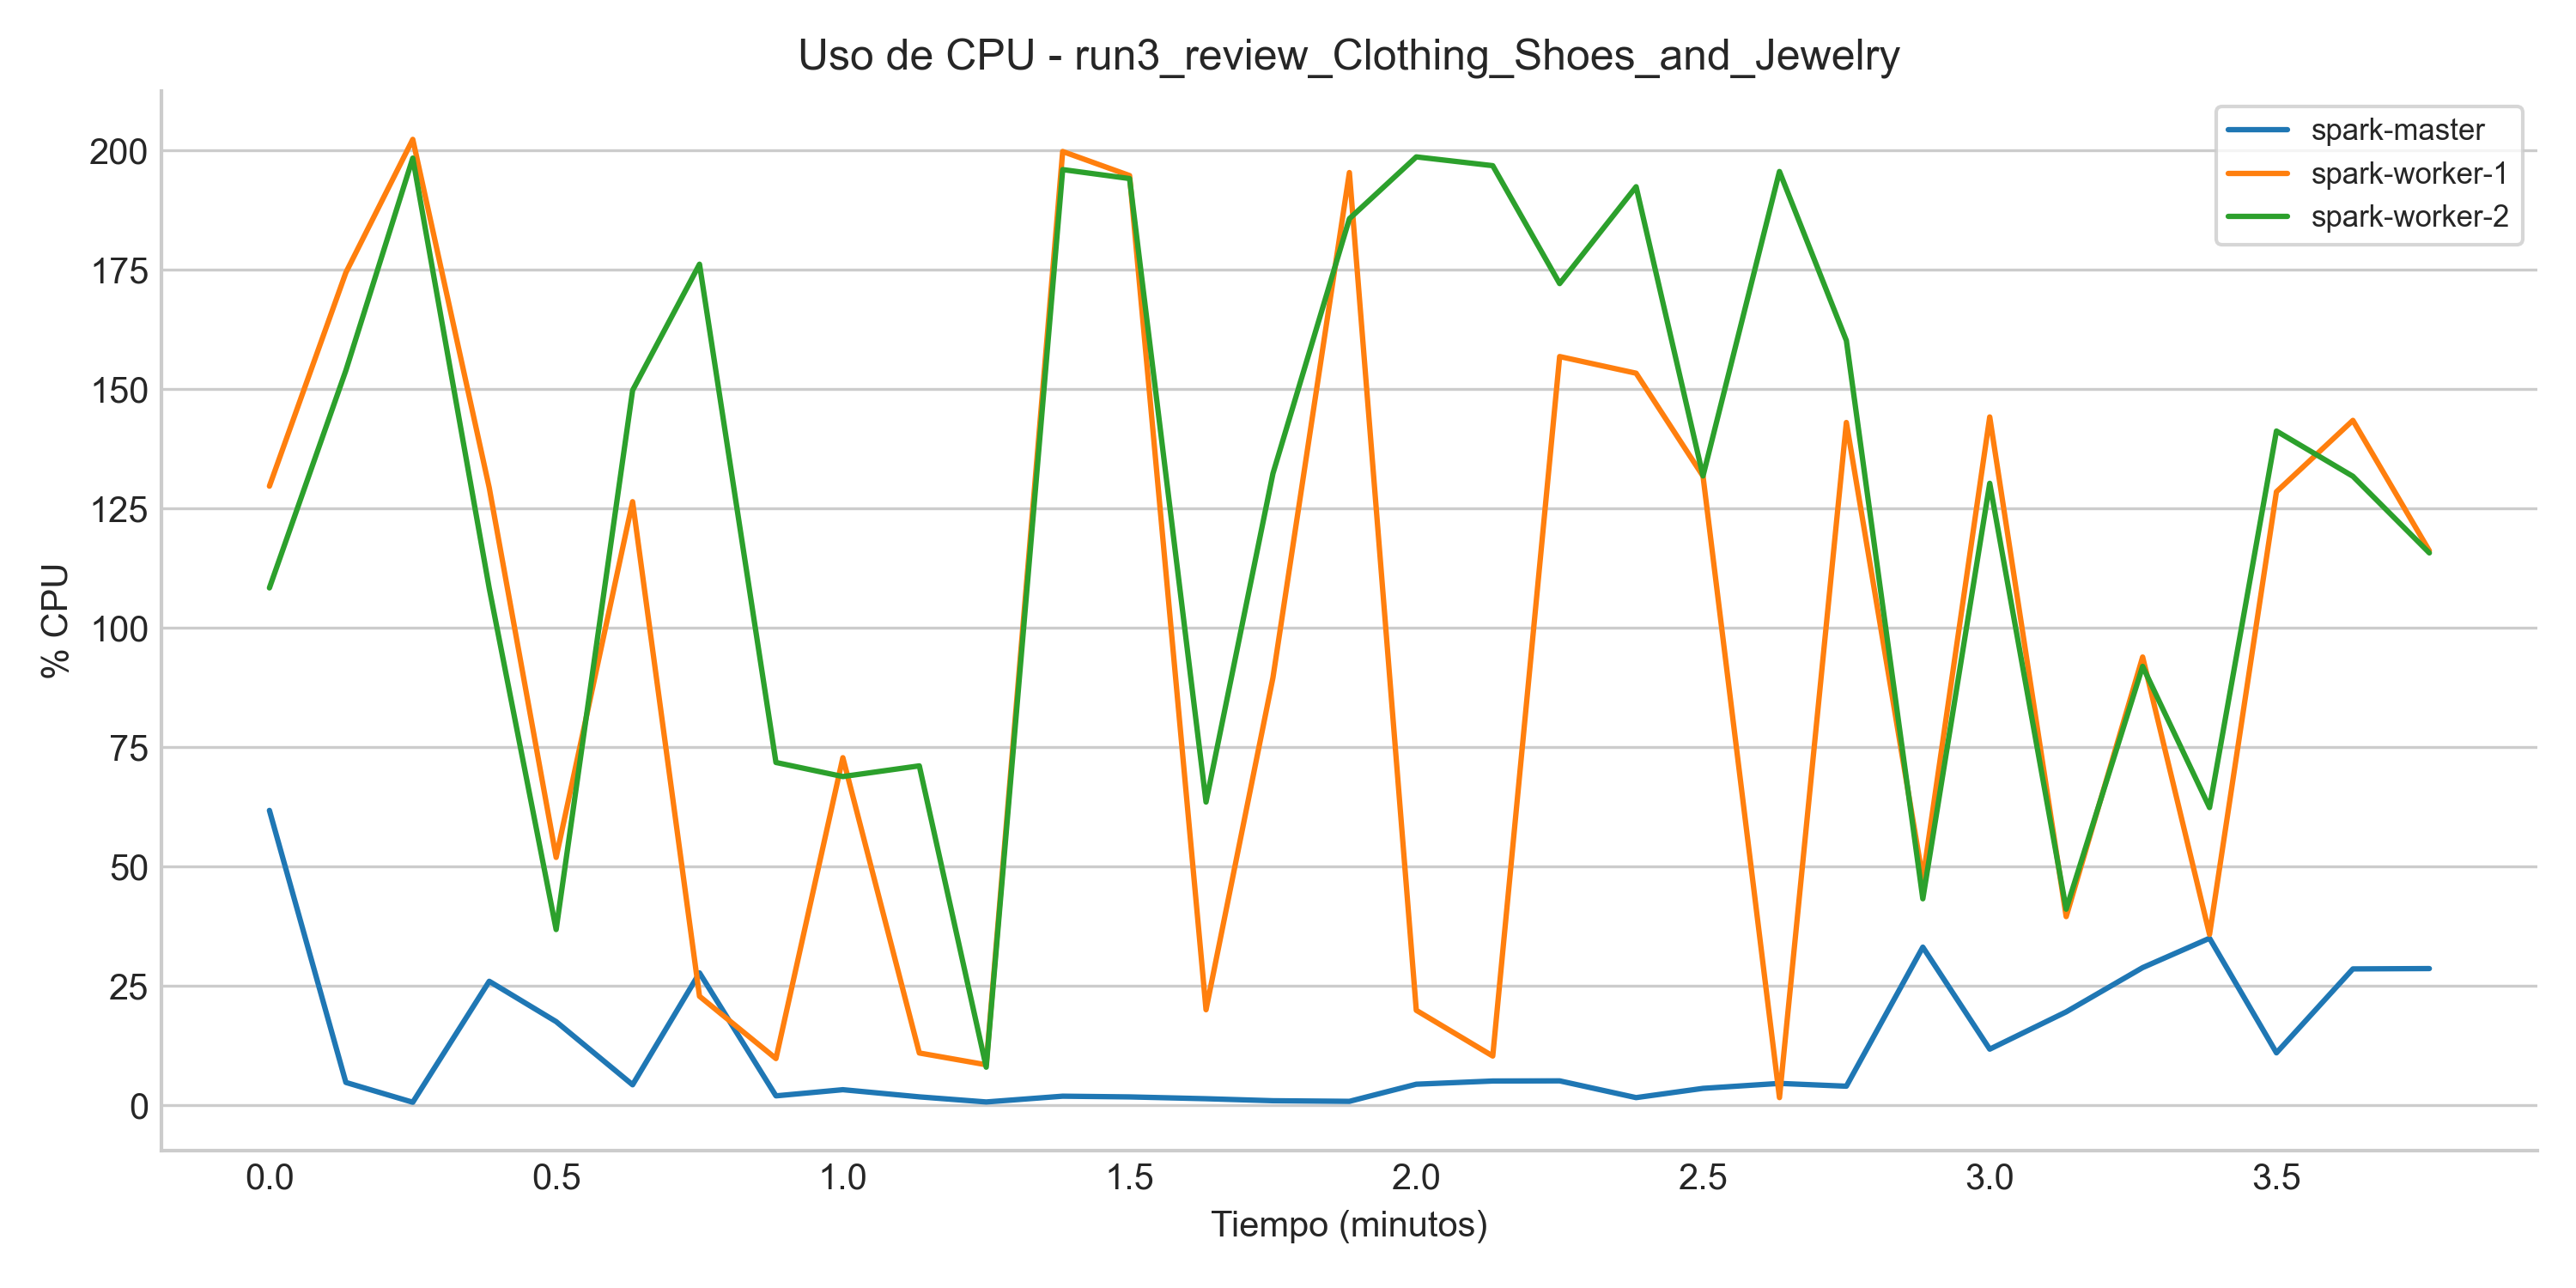 Uso de CPU - run3_review_Clothing_Shoes_and_Jewelry
spark-master
spark-worker-1
spark-worker-2
% CPU
200
175
150
125
100
75
50
25
0
0.0 0.5 1.0 1.5 2.0 2.5 3.0 3.5
Tiempo (minutos)